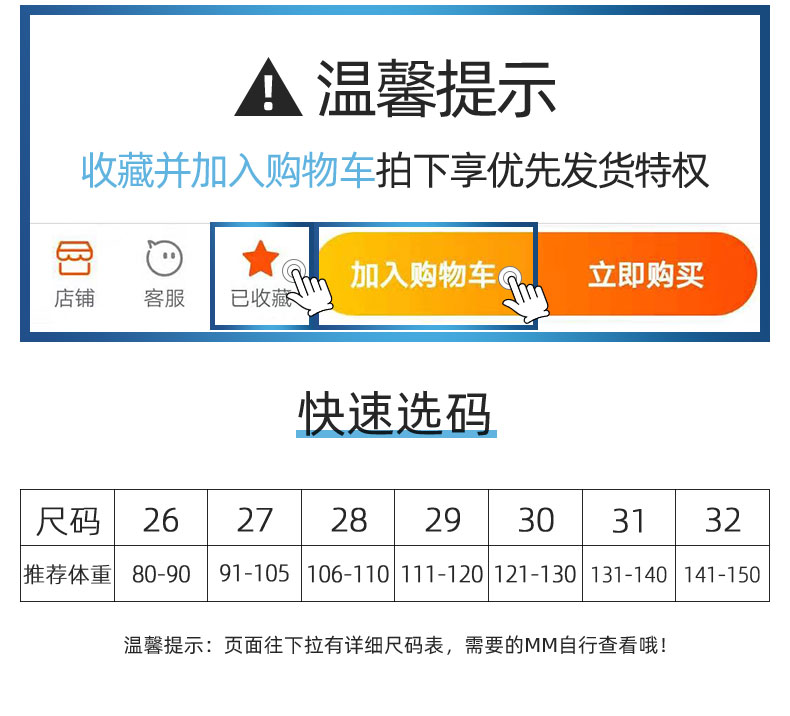 温馨提示
收藏并加入购物车拍下享优先发货特权
店铺 客服 已收藏 加入购物车 立即购买
快速选码
尺码 26 27 28 29 30 31 32
推荐体重 80-90 91-105 106-110 111-120 121-130 131-140 141-150
温馨提示：页面往下拉有详细尺码表，需要的MM自行查看哦！